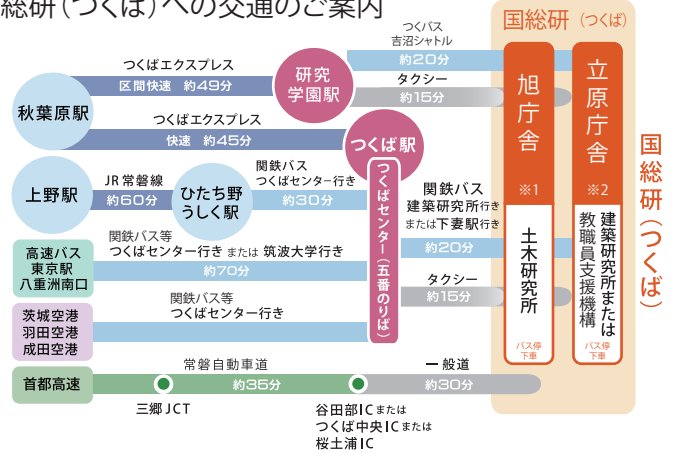 総研（つくば）への交通のご案内
国総研（つくば）
つくバス
吉沼シャトル
約20分
つくばエクスプレス
区間快速 約49分
研究
学園駅
タクシー
約15分
秋葉原駅
つくばエクスプレス
快速 約45分
つくば駅
旭庁舎
※1
立原庁舎
※2
上野駅
JR常磐線
約60分
ひたち野
うしく駅
関鉄バス
つくばセンター行き
約30分
つくばセンター（五番のりば）
関鉄バス
建築研究所行き
または下妻駅行き
約20分
高速バス
東京駅
八重洲南口
関鉄バス等
つくばセンター行き または 筑波大学行き
約70分
タクシー
約15分
土木研究所
バス停
下車
建築研究所または
教職員支援機構
バス停
下車
国総研（つくば）
茨城空港
羽田空港
成田空港
関鉄バス等
つくばセンター行き
首都高速
常磐自動車道
約35分
一般道
約30分
三郷JCT
谷田部ICまたは
つくば中央ICまたは
桜土浦IC